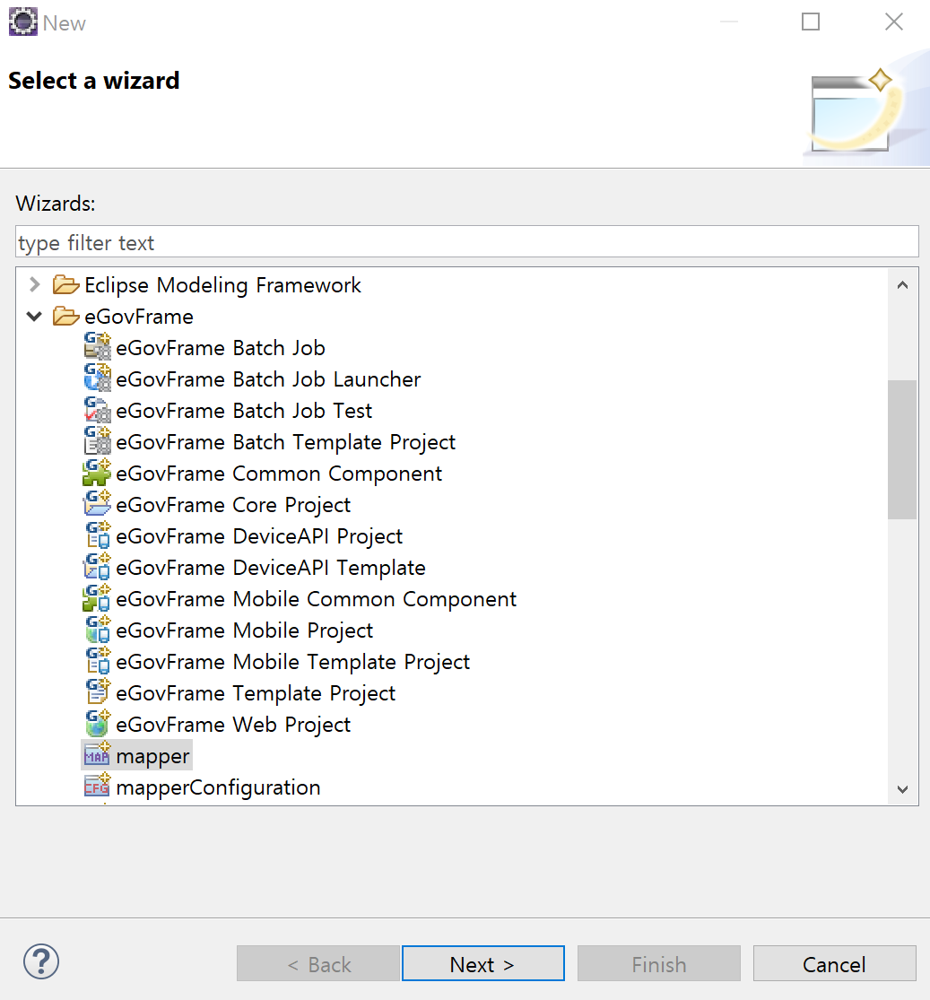 New
Select a wizard
Wizards:
type filter text
Eclipse Modeling Framework
eGovFrame
eGovFrame Batch Job
eGovFrame Batch Job Launcher
eGovFrame Batch Job Test
eGovFrame Batch Template Project
eGovFrame Common Component
eGovFrame Core Project
eGovFrame DeviceAPI Project
eGovFrame DeviceAPI Template
eGovFrame Mobile Common Component
eGovFrame Mobile Project
eGovFrame Mobile Template Project
eGovFrame Template Project
eGovFrame Web Project
MAP mapper
CFG mapperConfiguration
? < Back Next > Finish Cancel